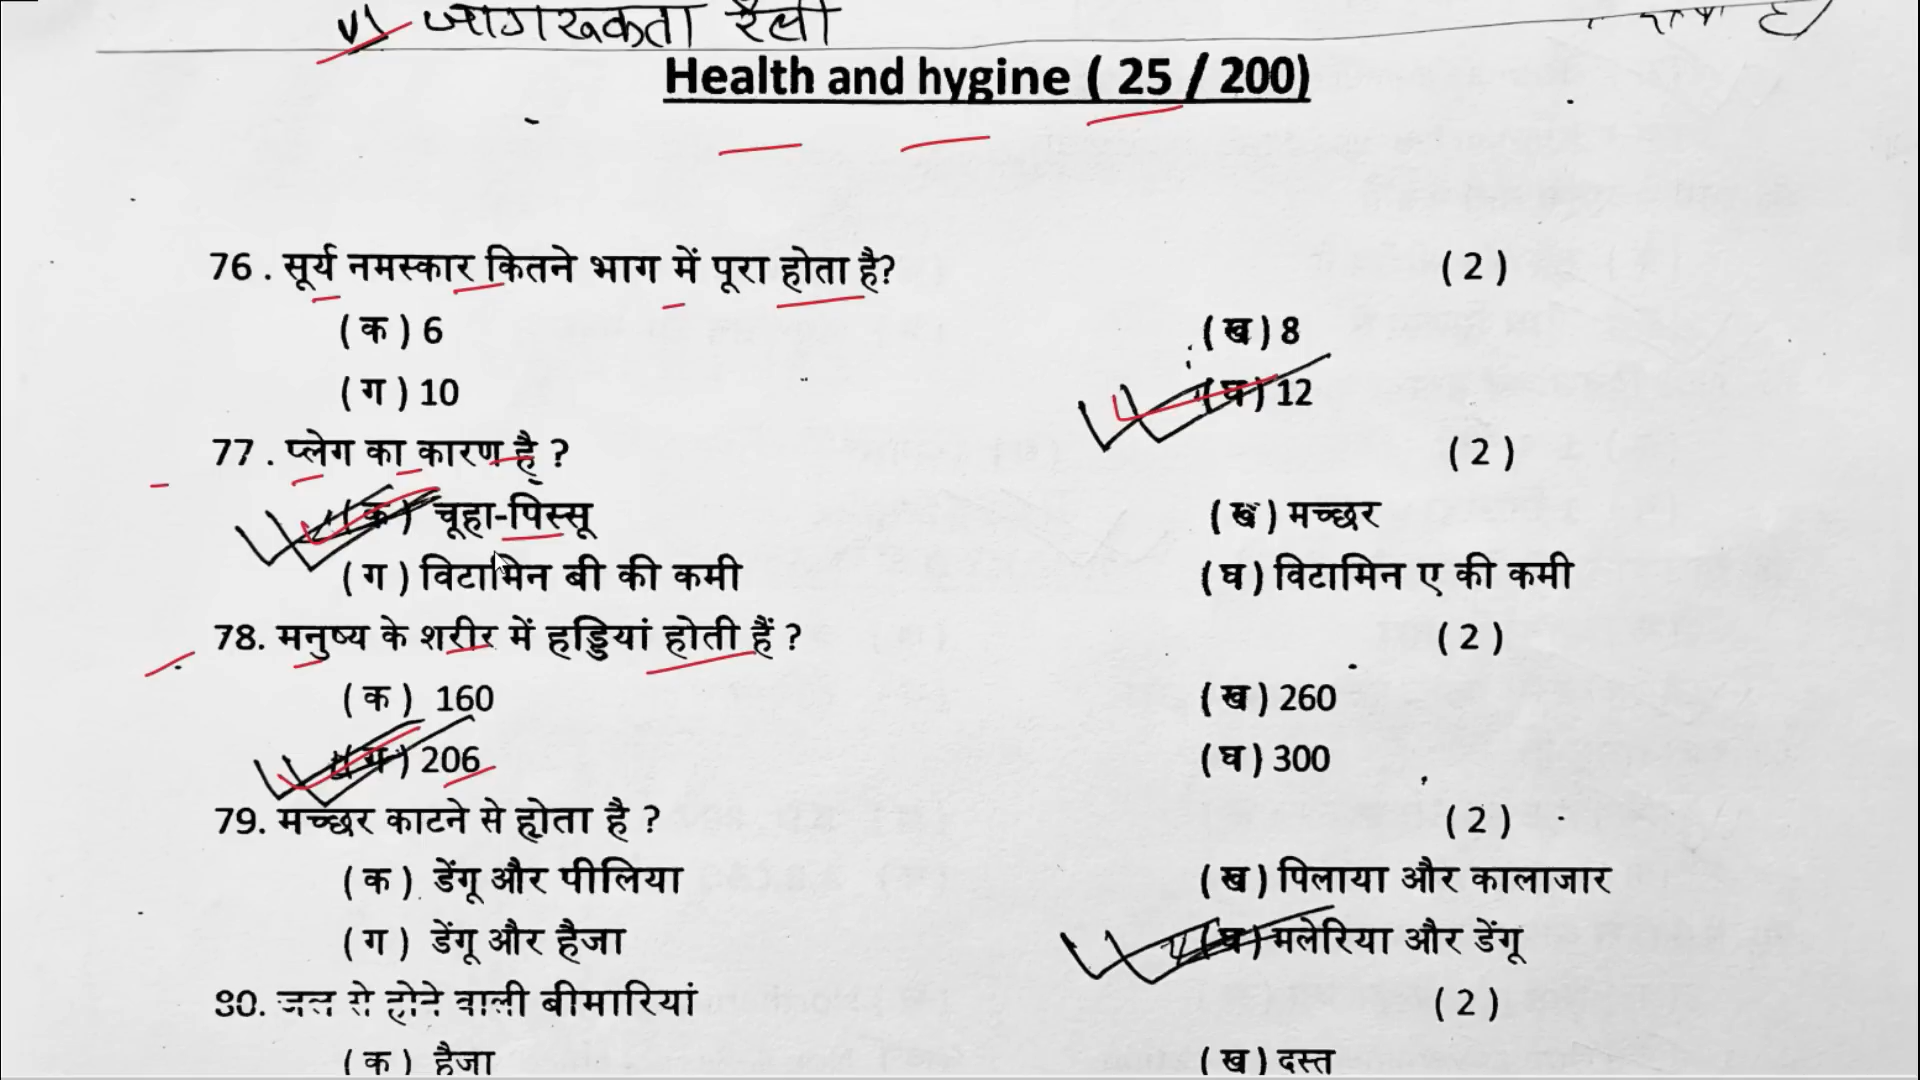 जागरूकता रैली
Health and hygine ( 25 / 200)
76 . सूर्य नमस्कार कितने भाग में पूरा होता है? ( 2 )
( क ) 6 ( ख ) 8
( ग ) 10 ( घ ) 12
77 . प्लेग का कारण है ? ( 2 )
( क ) चूहा-पिस्सू ( ख ) मच्छर
( ग ) विटामिन बी की कमी ( घ ) विटामिन ए की कमी
78. मनुष्य के शरीर में हड्डियां होती हैं ? ( 2 )
( क ) 160 ( ख ) 260
( ग ) 206 ( घ ) 300
79. मच्छर काटने से होता है ? ( 2 )
( क ) डेंगू और पीलिया ( ख ) पिलाया और कालाजार
( ग ) डेंगू और हैजा ( घ ) मलेरिया और डेंगू
80. जल से होने वाली बीमारियां ( 2 )
( क ) हैजा ( ख ) दस्त